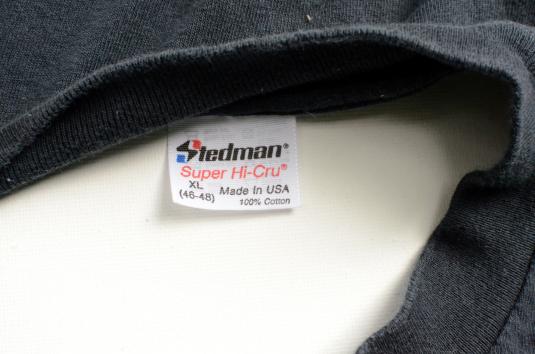 Stedman®
Super Hi-Cru®
XL
(46-48) Made In USA
100% Cotton